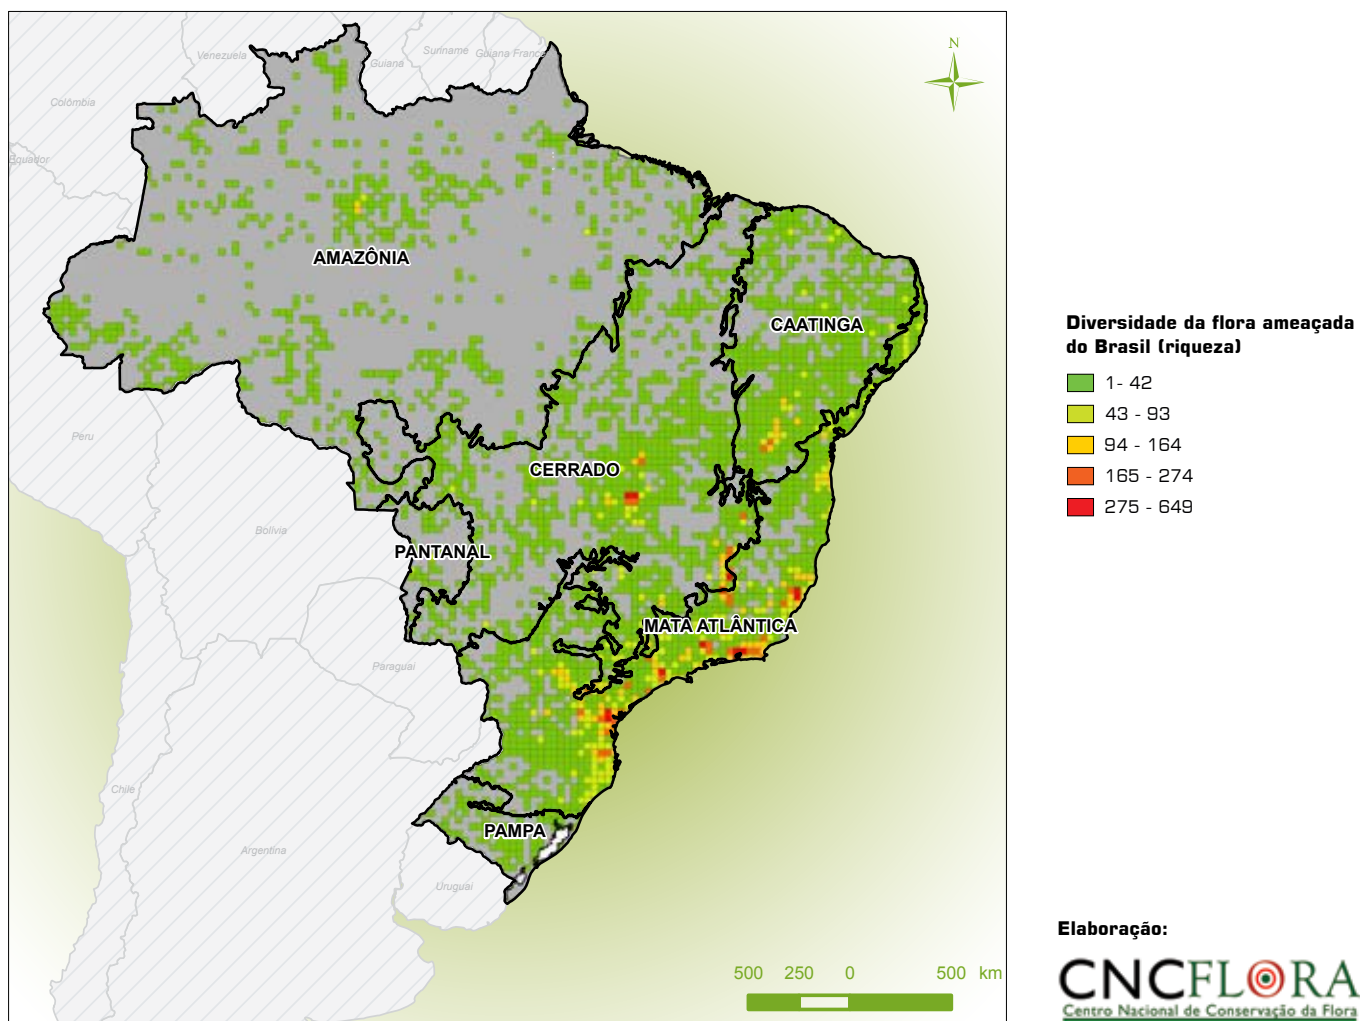 N
Venezuela
Suriname
Guiana Franc
Guiana
Colômbia
Equador
AMAZÔNIA
CAATINGA
Peru
CERRADO
Bolívia
PANTANAL
MATA ATLÂNTICA
Paraguai
Chile
PAMPA
Argentina
Uruguai
500 250 0 500 km
Diversidade da flora ameaçada
do Brasil (riqueza)
1- 42
43 - 93
94 - 164
165 - 274
275 - 649
Elaboração:
CNCFLORA
Centro Nacional de Conservação da Flora